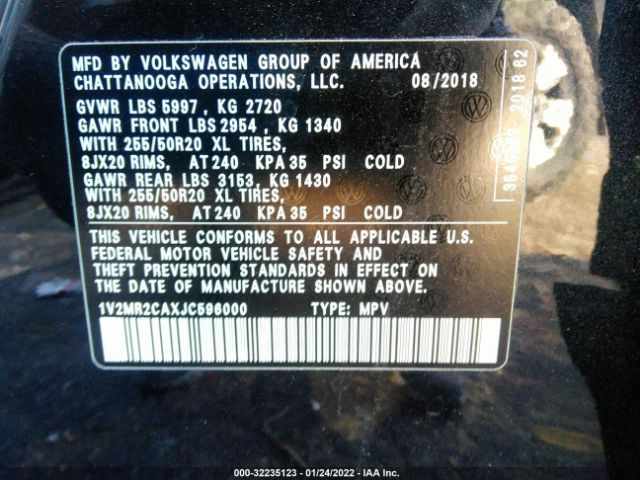 MFD BY VOLKSWAGEN GROUP OF AMERICA
CHATTANOOGA OPERATIONS, LLC. 08/2018
GVWR LBS 5997, KG 2720
GAWR FRONT LBS 2954, KG 1340
WITH 255/50R20 XL TIRES,
8JX20 RIMS, AT 240 KPA 35 PSI COLD
GAWR REAR LBS 3153, KG 1430
WITH 255/50R20 XL TIRES,
8JX20 RIMS, AT 240 KPA 35 PSI COLD
THIS VEHICLE CONFORMS TO ALL APPLICABLE U.S.
FEDERAL MOTOR VEHICLE SAFETY AND
THEFT PREVENTION STANDARDS IN EFFECT ON
THE DATE OF MANUFACTURE SHOWN ABOVE.
1V2MR2CAXJC596000 TYPE: MPV
2018 82
000-32235123 - 01/24/2022 - IAA Inc.